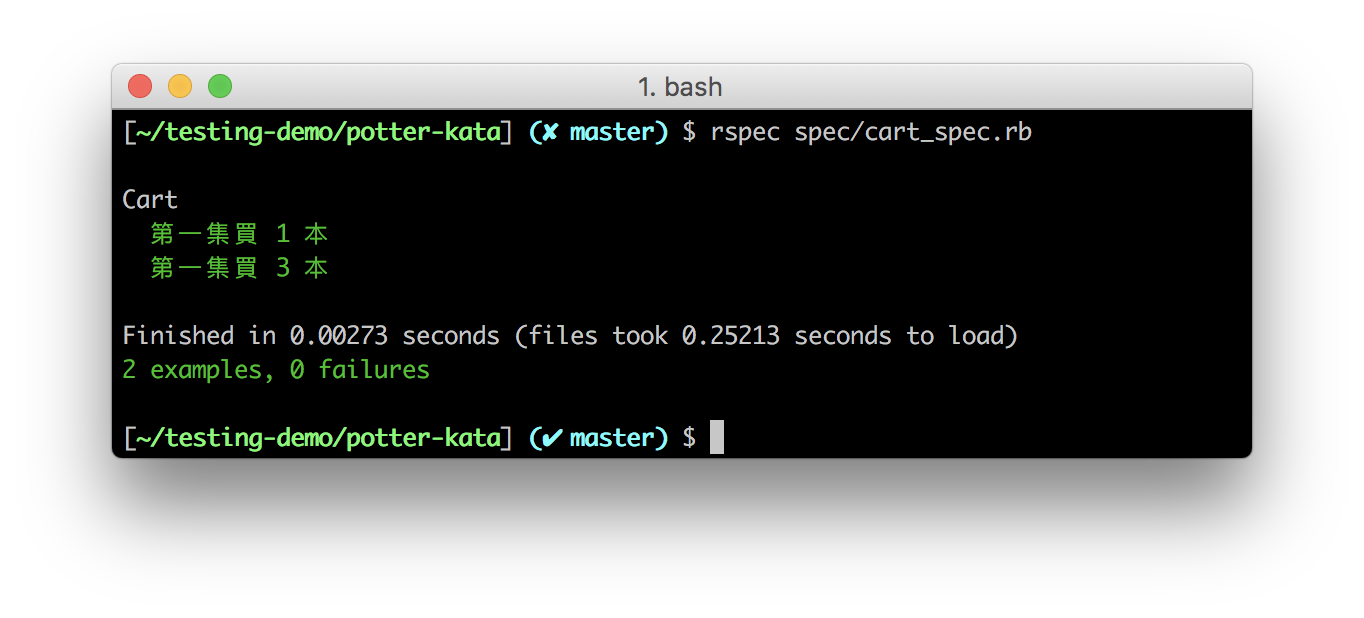 1. bash
[~/testing-demo/potter-kata] (✘ master) $ rspec spec/cart_spec.rb
Cart
第一集買 1 本
第一集買 3 本
Finished in 0.00273 seconds (files took 0.25213 seconds to load)
2 examples, 0 failures
[~/testing-demo/potter-kata] (✔ master) $